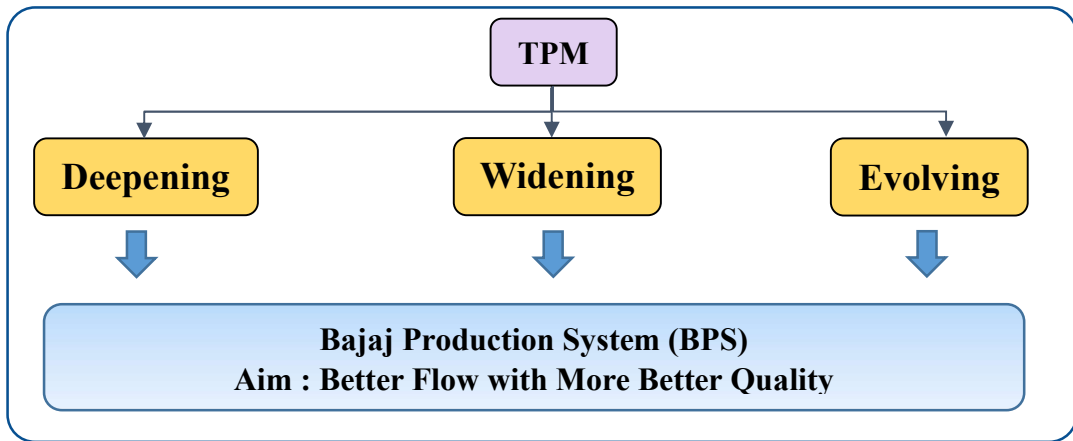 TPM
Deepening
Widening
Evolving
Bajaj Production System (BPS)
Aim : Better Flow with More Better Quality